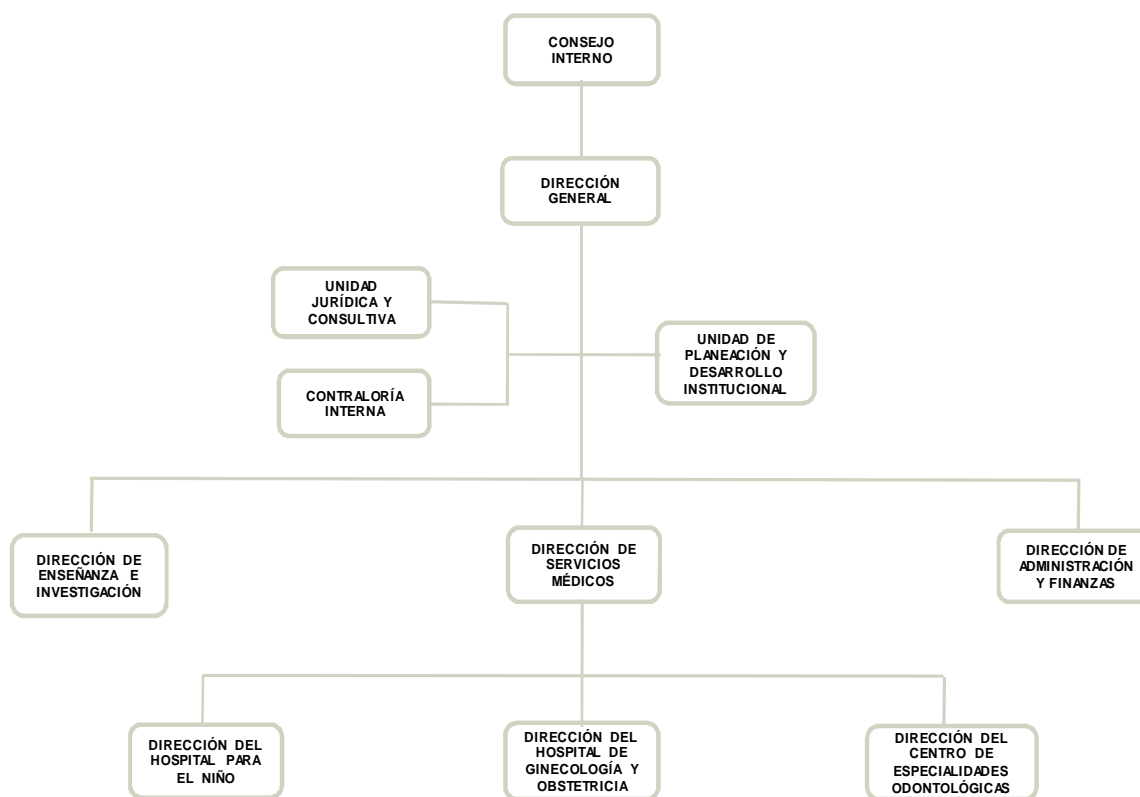 CONSEJO
INTERNO
DIRECCIÓN
GENERAL
UNIDAD
JURÍDICA Y
CONSULTIVA
UNIDAD DE
PLANEACIÓN Y
DESARROLLO
INSTITUCIONAL
CONTRALORÍA
INTERNA
DIRECCIÓN DE
ENSEÑANZA E
INVESTIGACIÓN
DIRECCIÓN DE
SERVICIOS
MÉDICOS
DIRECCIÓN DE
ADMINISTRACIÓN
Y FINANZAS
DIRECCIÓN DEL
HOSPITAL PARA
EL NIÑO
DIRECCIÓN DEL
HOSPITAL DE
GINECOLOGÍA Y
OBSTETRICIA
DIRECCIÓN DEL
CENTRO DE
ESPECIALIDADES
ODONTOLÓGICAS